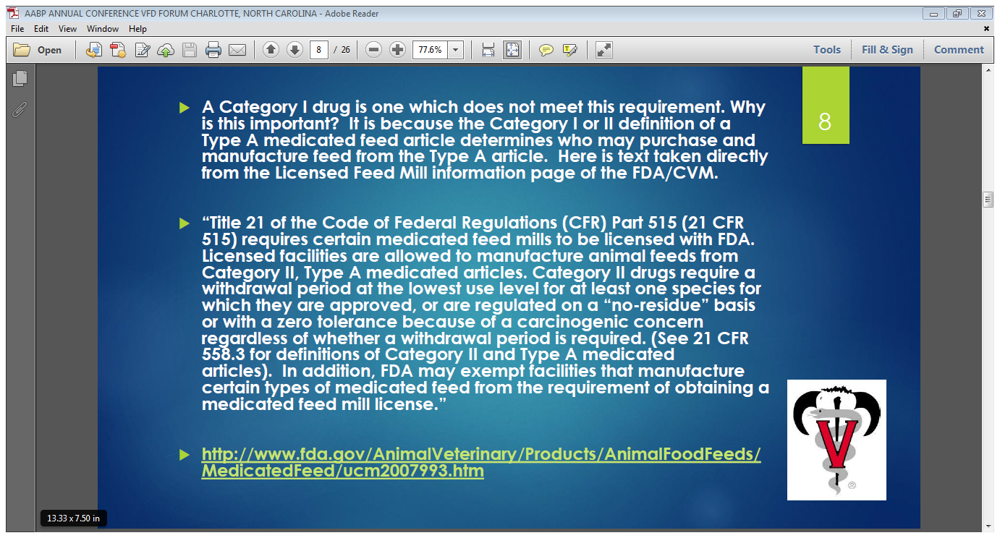 AABP ANNUAL CONFERENCE VFD FORUM CHARLOTTE, NORTH CAROLINA - Adobe Reader
File Edit View Window Help
Open 8 / 26 77.6% Tools Fill & Sign Comment
8
A Category I drug is one which does not meet this requirement. Why
is this important?  It is because the Category I or II definition of a
Type A medicated feed article determines who may purchase and
manufacture feed from the Type A article.  Here is text taken directly
from the Licensed Feed Mill information page of the FDA/CVM.
“Title 21 of the Code of Federal Regulations (CFR) Part 515 (21 CFR
515) requires certain medicated feed mills to be licensed with FDA.
Licensed facilities are allowed to manufacture animal feeds from
Category II, Type A medicated articles. Category II drugs require a
withdrawal period at the lowest use level for at least one species for
which they are approved, or are regulated on a “no-residue” basis
or with a zero tolerance because of a carcinogenic concern
regardless of whether a withdrawal period is required. (See 21 CFR
558.3 for definitions of Category II and Type A medicated
articles).  In addition, FDA may exempt facilities that manufacture
certain types of medicated feed from the requirement of obtaining a
medicated feed mill license.”
http://www.fda.gov/AnimalVeterinary/Products/AnimalFoodFeeds/
MedicatedFeed/ucm2007993.htm
V
®
13.33 x 7.50 in